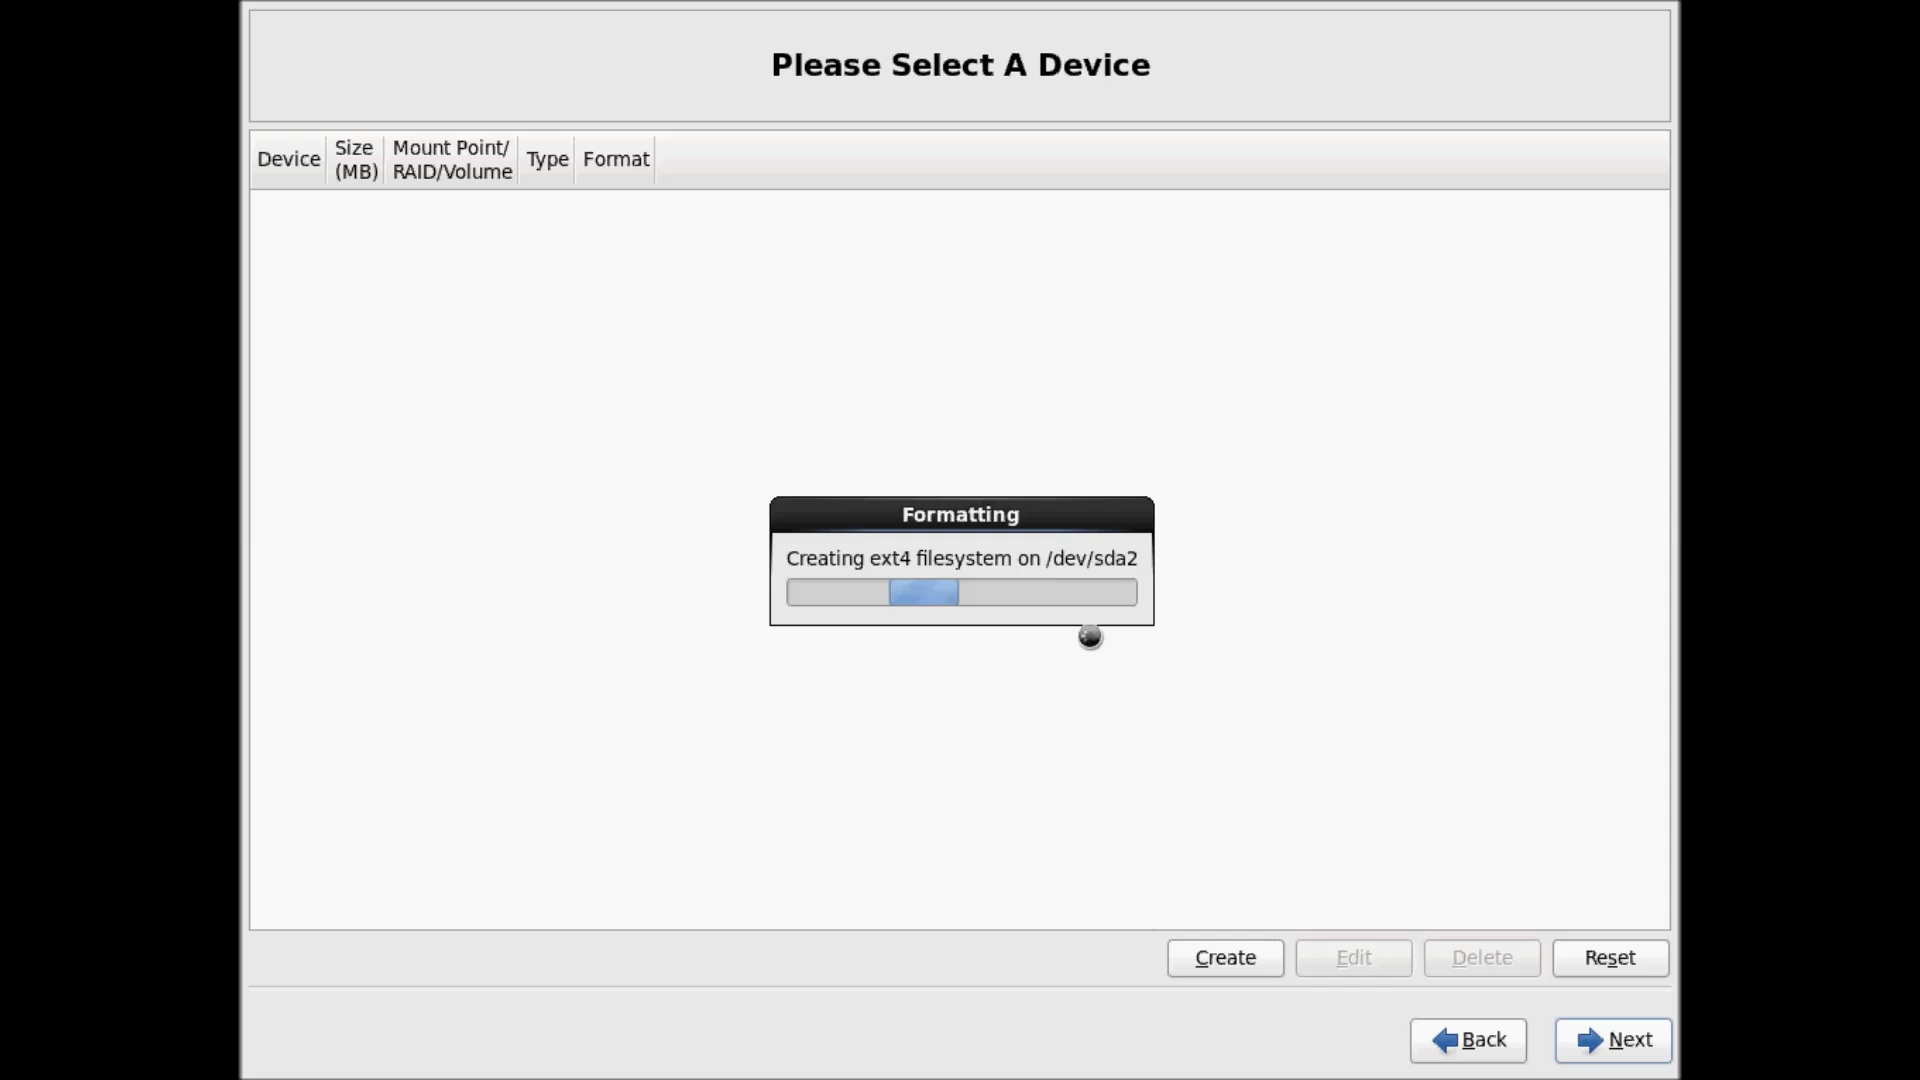 Please Select A Device
Device
Size
(MB)
Mount Point/
RAID/Volume
Type
Format
Formatting
Creating ext4 filesystem on /dev/sda2
Create
Edit
Delete
Reset
Back
Next